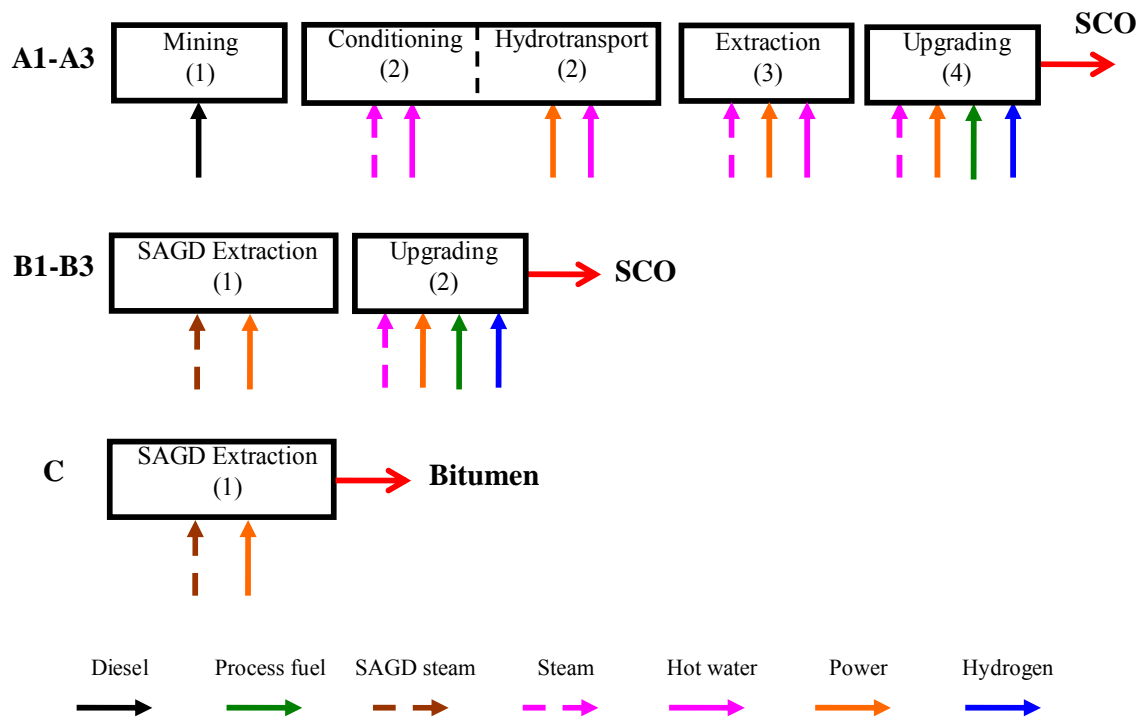 SCO
A1-A3
Mining
(1)
Conditioning
(2)
Hydrotransport
(2)
Extraction
(3)
Upgrading
(4)
B1-B3
SAGD Extraction
(1)
Upgrading
(2)
SCO
C
SAGD Extraction
(1)
Bitumen
Diesel
Process fuel
SAGD steam
Steam
Hot water
Power
Hydrogen